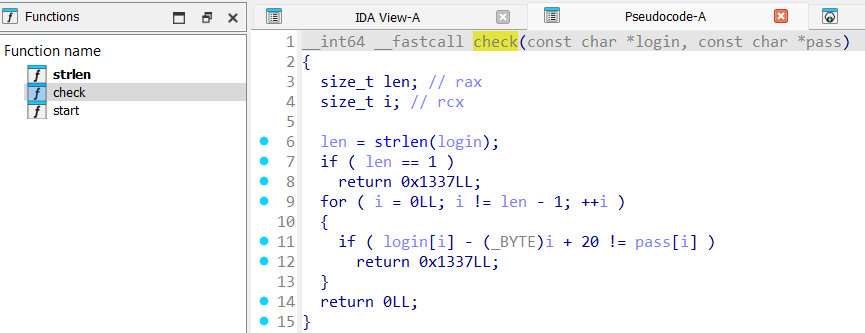 Functions
Function name
strlen
check
start
IDA View-A
Pseudocode-A
1 __int64 __fastcall check(const char *login, const char *pass)
2 {
3 size_t len; // rax
4 size_t i; // rcx
5
6 len = strlen(login);
7 if ( len == 1 )
8 return 0x1337LL;
9 for ( i = 0LL; i != len - 1; ++i )
10 {
11 if ( login[i] - (_BYTE)i + 20 != pass[i] )
12 return 0x1337LL;
13 }
14 return 0LL;
15 }